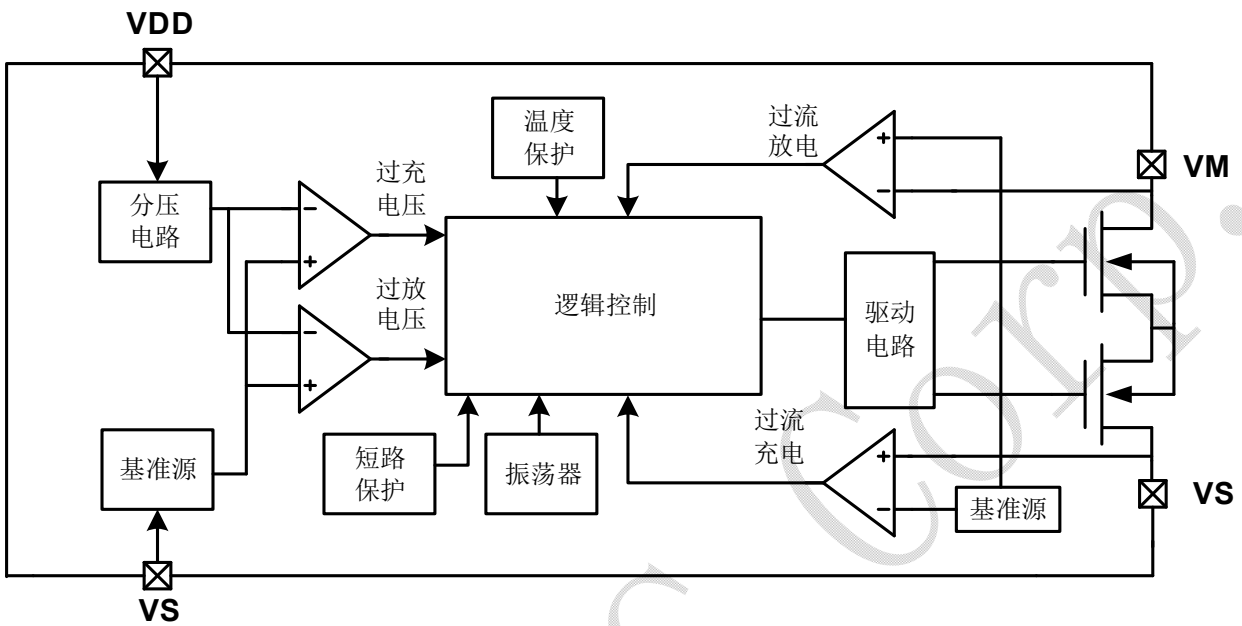 VDD
温度
保护
过流
放电
+
−
VM
分压
电路
过充
电压
−
+
逻辑控制
驱动
电路
过放
电压
−
+
基准源
短路
保护
振荡器
过流
充电
+
−
基准源
VS
VS
Corp.